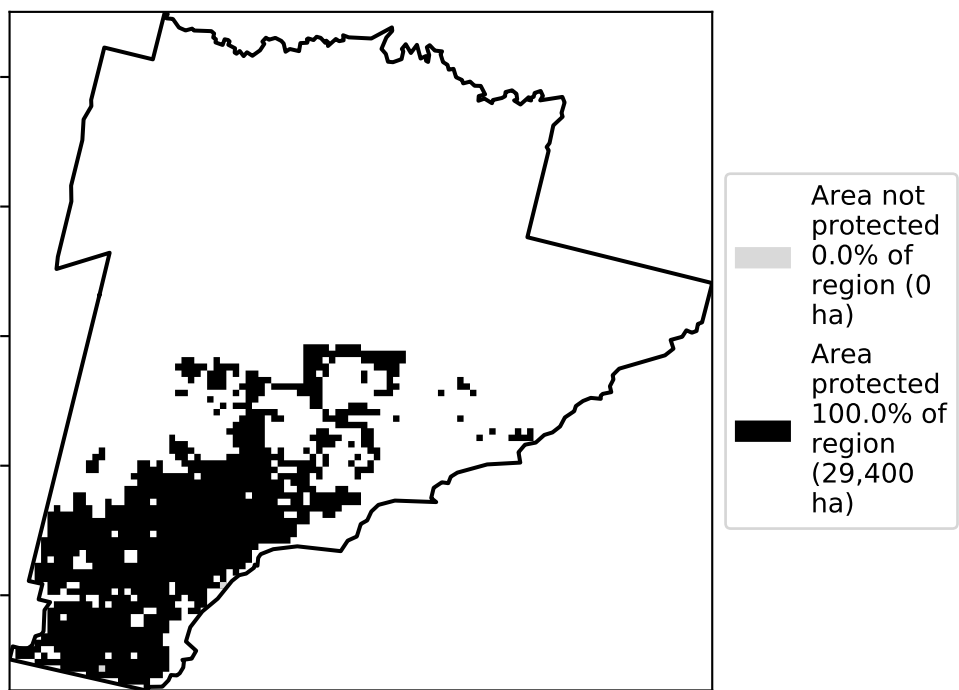 Area not
protected
0.0% of
region (0
ha)
Area
protected
100.0% of
region
(29,400
ha)